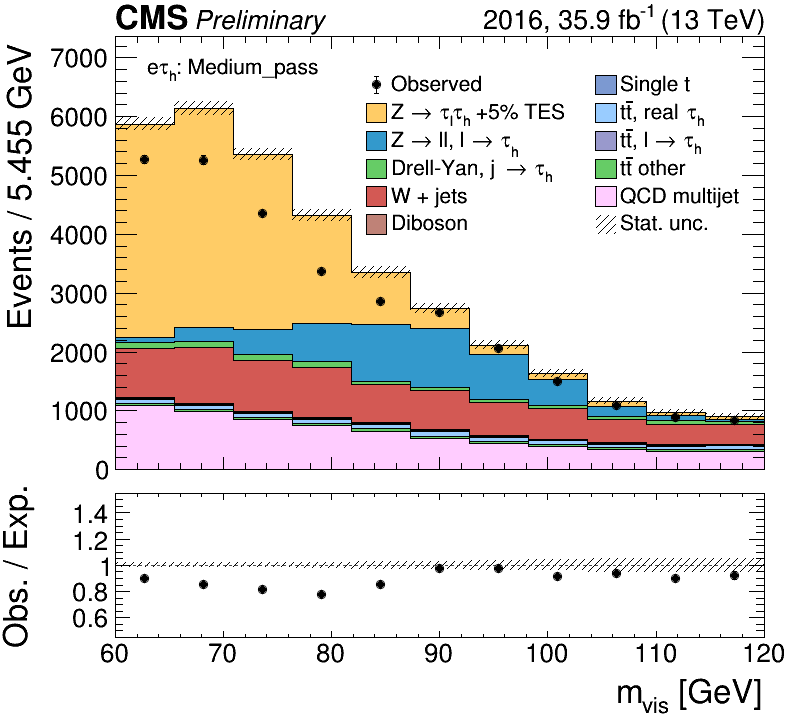 CMS Preliminary 2016, 35.9 fb⁻¹ (13 TeV)
Events / 5.455 GeV
7000
6000
5000
4000
3000
2000
1000
0
eτₕ: Medium_pass
Observed
Z → τₗτₕ +5% TES
Z → ll, l → τₕ
Drell-Yan, j → τₕ
W + jets
Diboson
Single t
tt̄, real τₕ
tt̄, l → τₕ
tt̄ other
QCD multijet
Stat. unc.
Obs. / Exp.
1.4
1.2
1
0.8
0.6
60 70 80 90 100 110 120
m_vis [GeV]